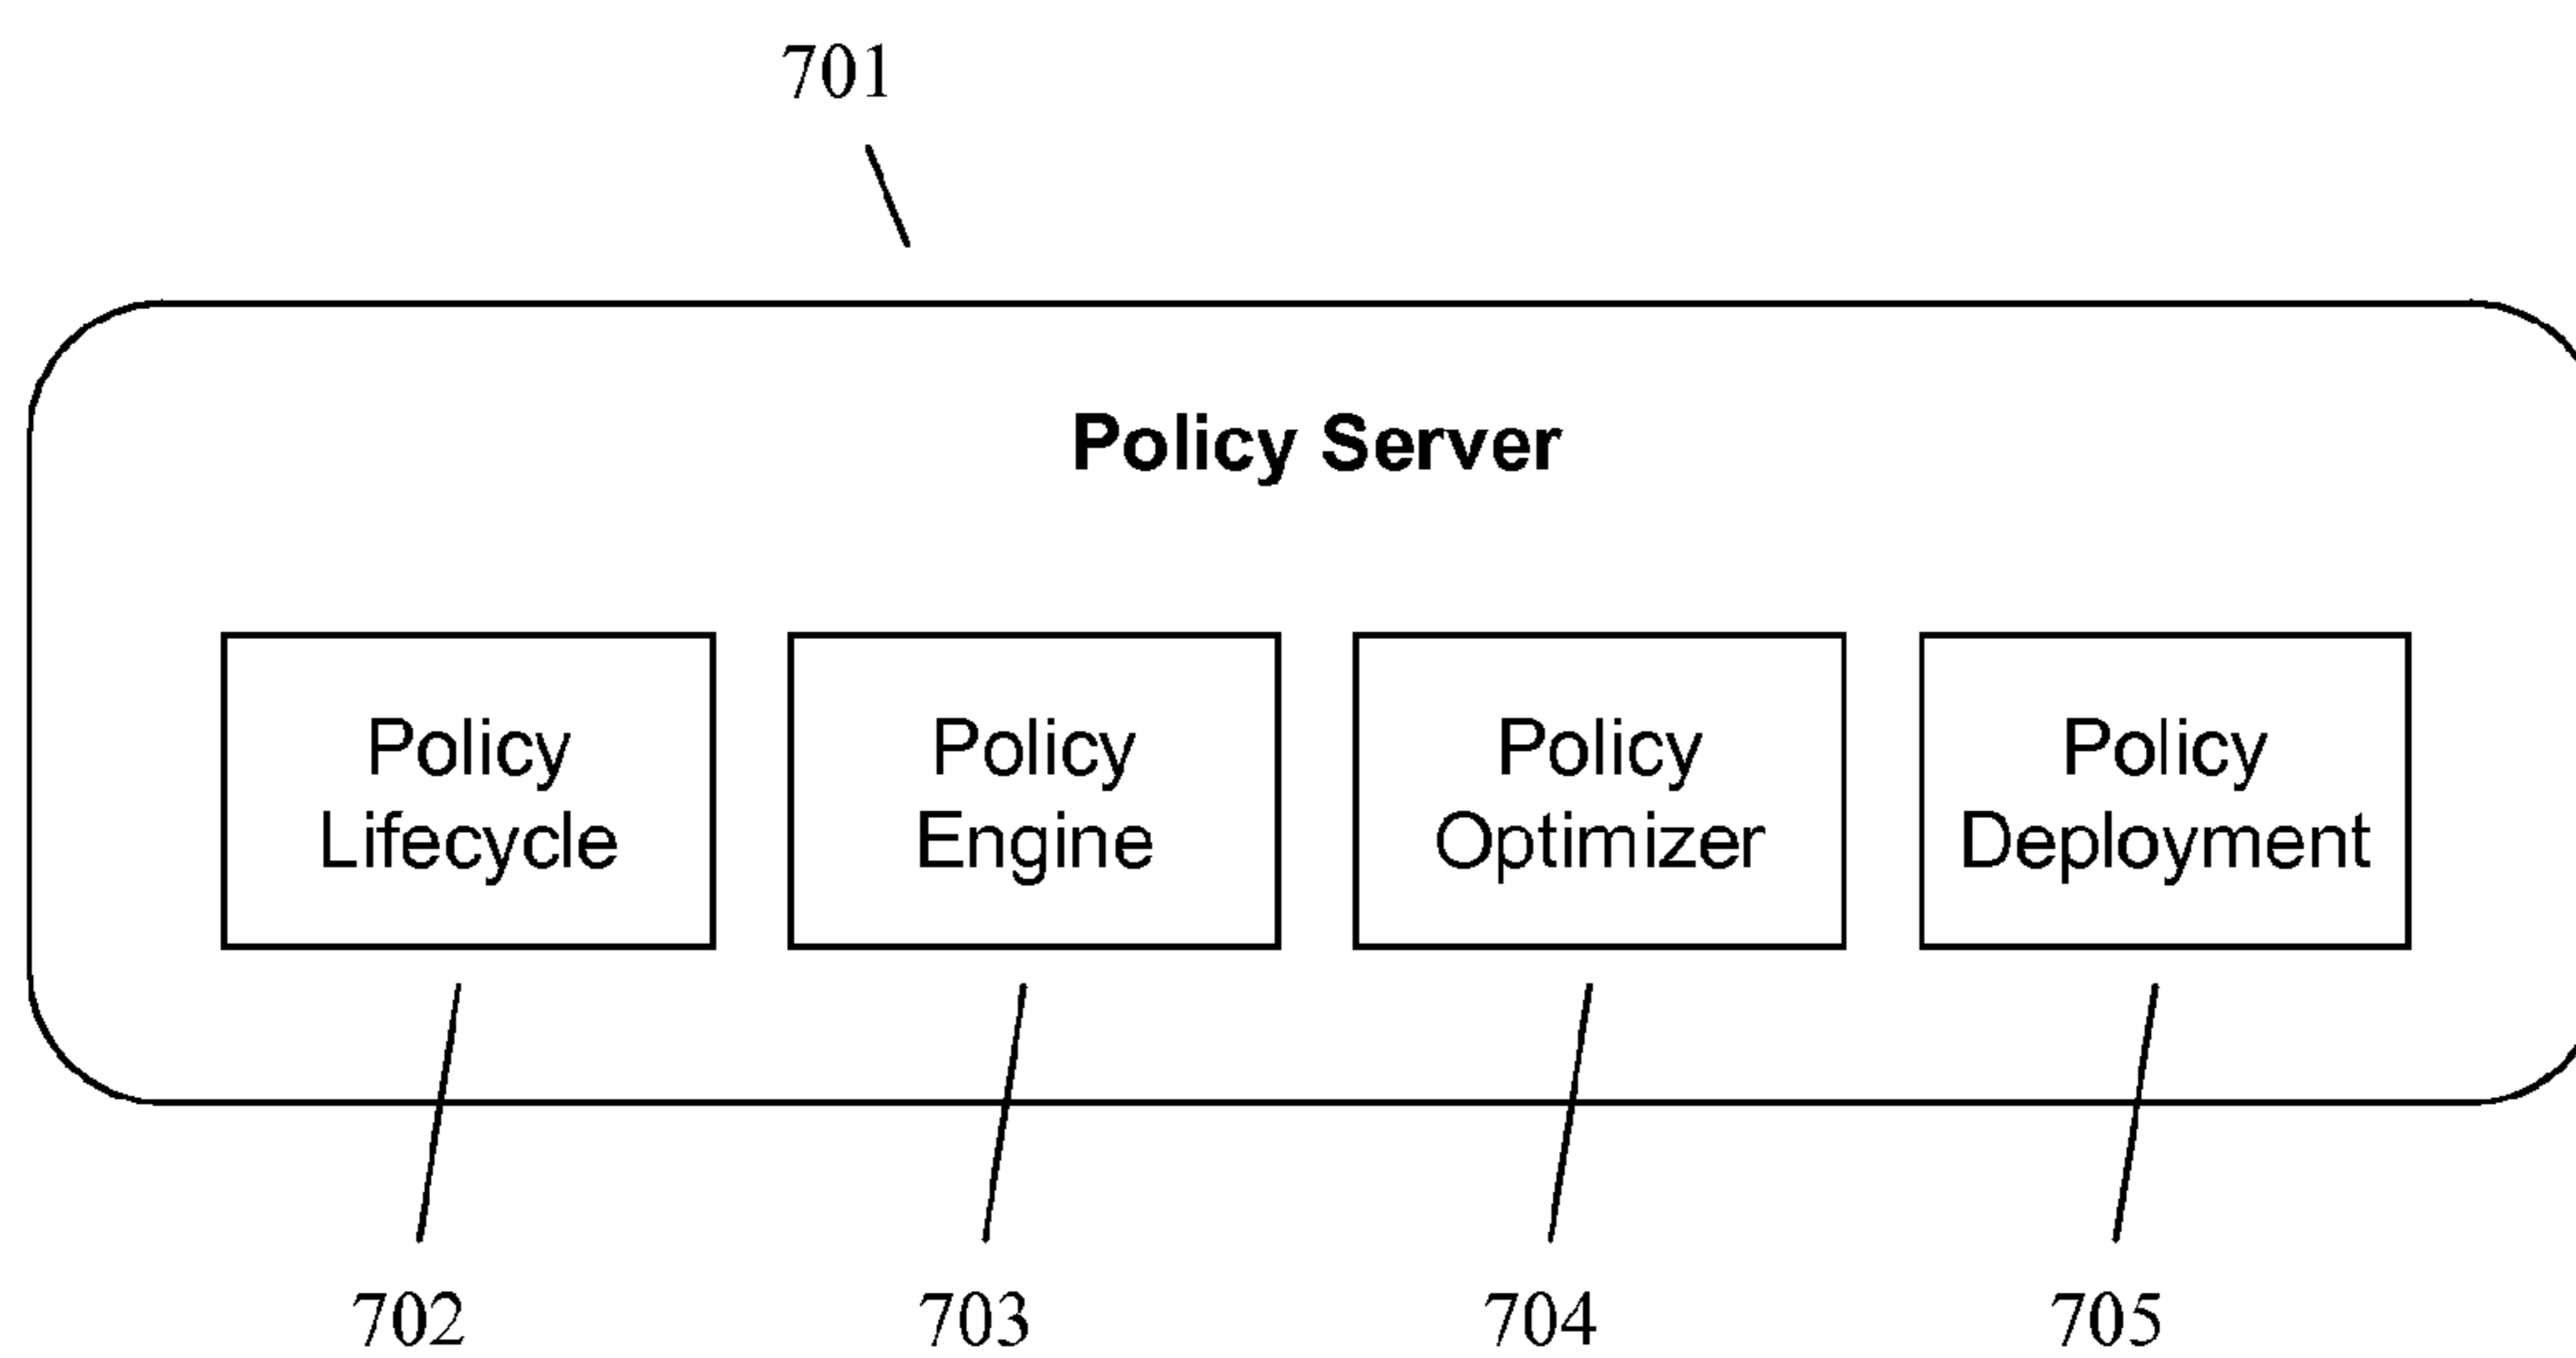 701
Policy Server
Policy
Lifecycle
Policy
Engine
Policy
Optimizer
Policy
Deployment
702
703
704
705